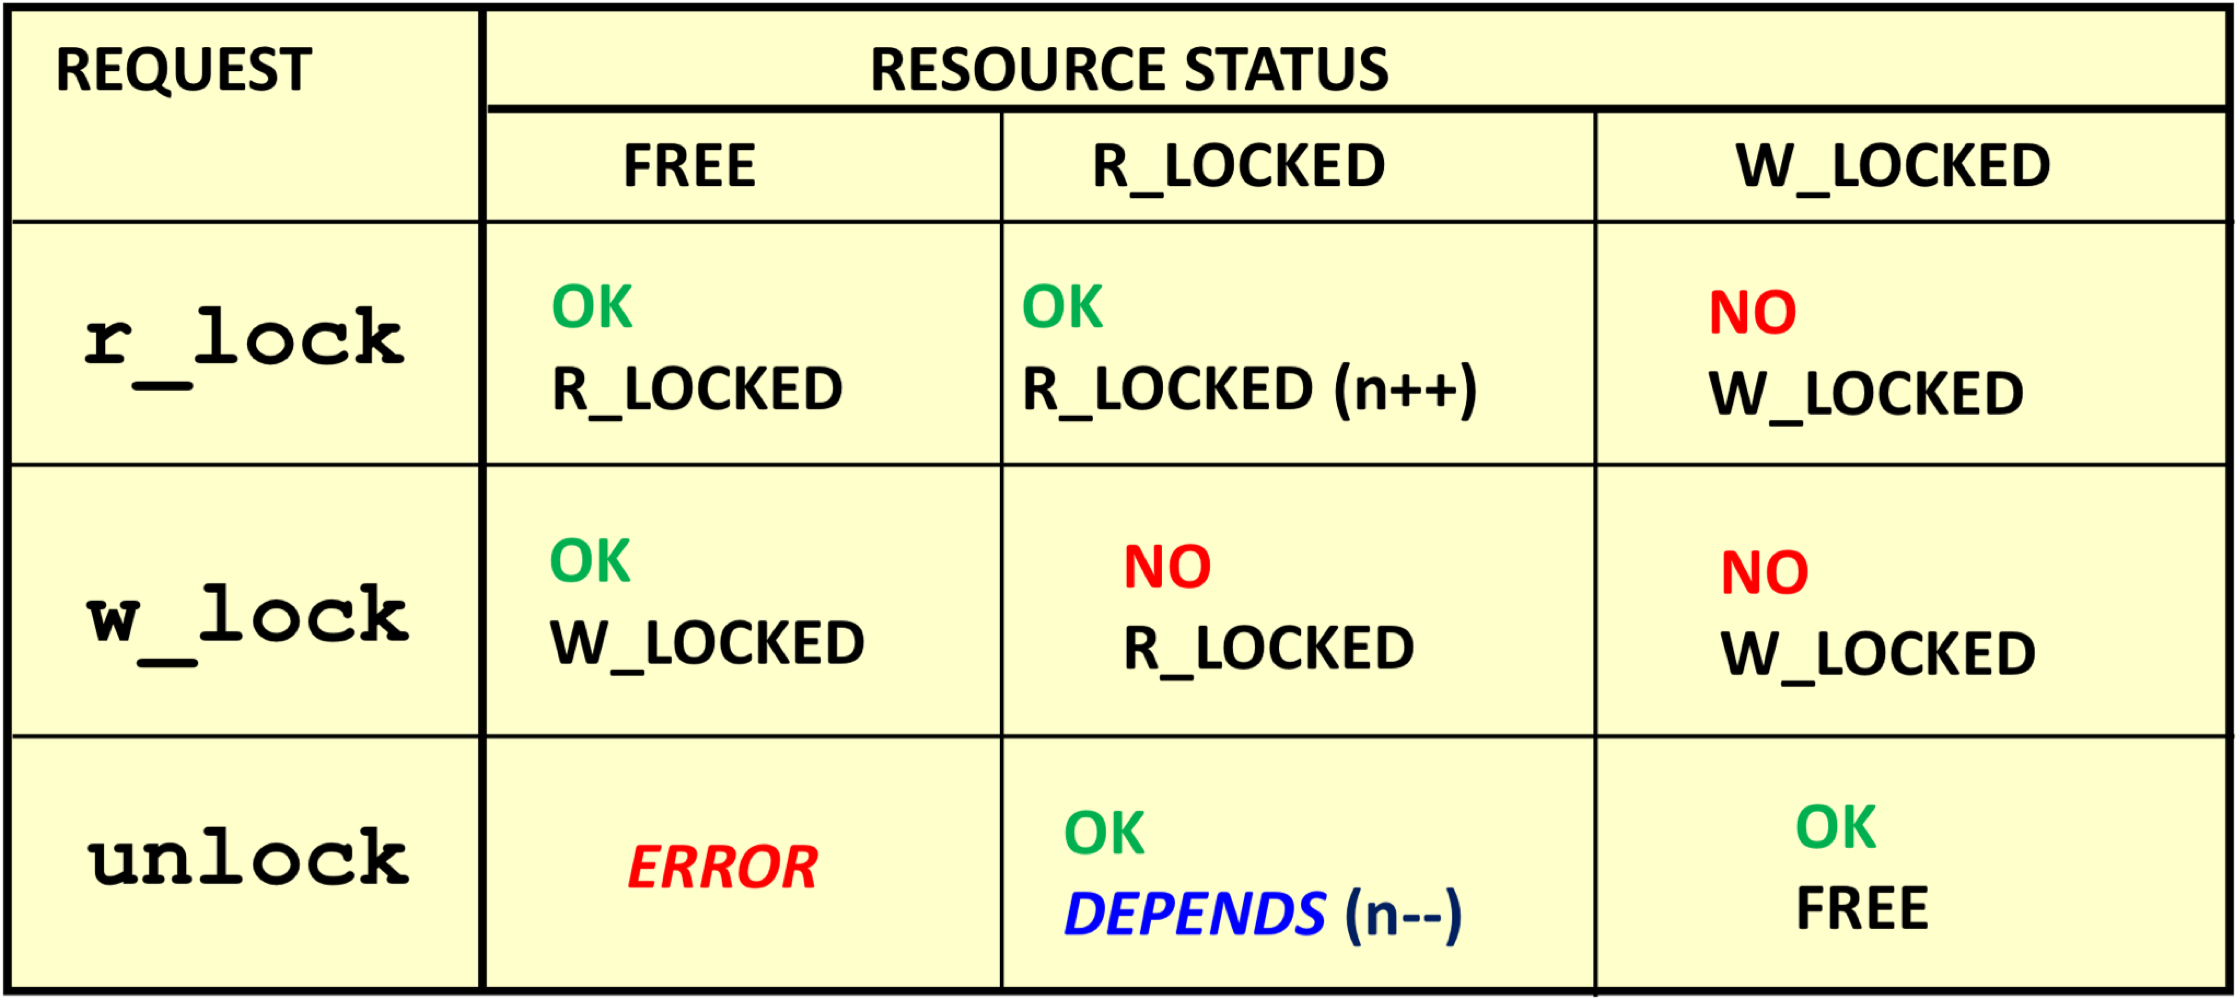 REQUEST
RESOURCE STATUS
FREE
R_LOCKED
W_LOCKED
r_lock
OK
R_LOCKED
OK
R_LOCKED (n++)
NO
W_LOCKED
w_lock
OK
W_LOCKED
NO
R_LOCKED
NO
W_LOCKED
unlock
ERROR
OK
DEPENDS (n--)
OK
FREE